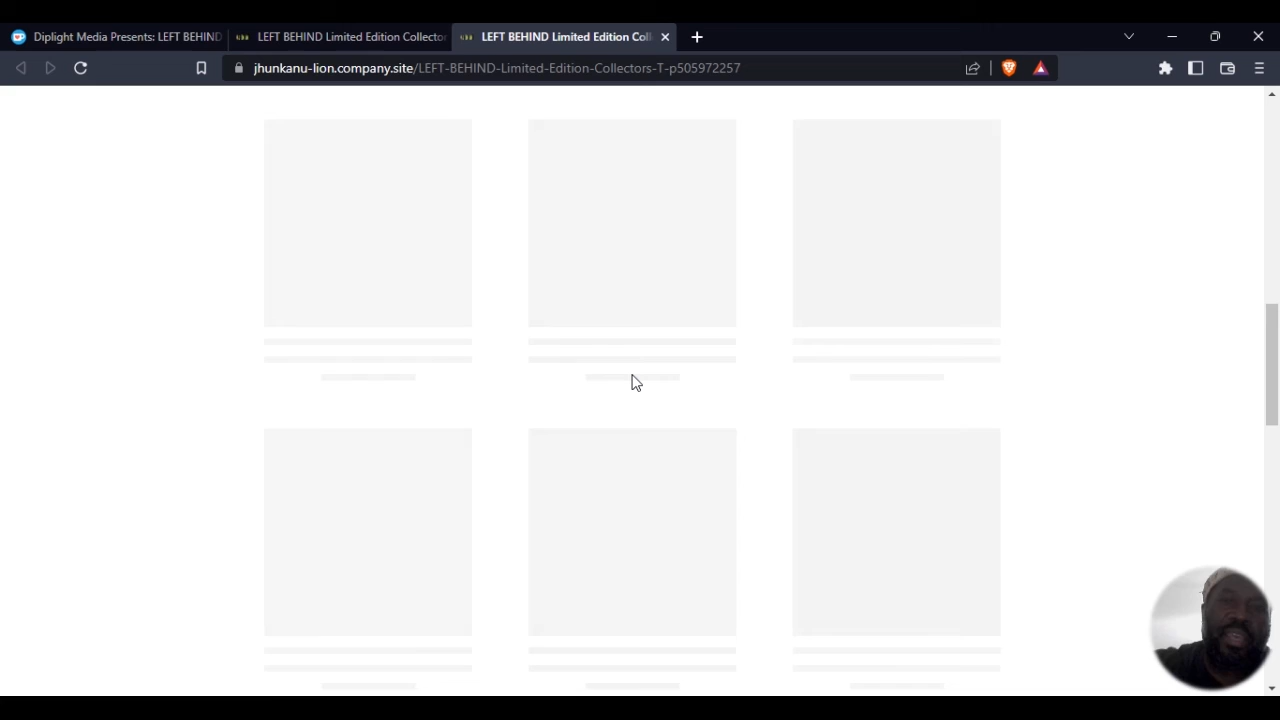 Diplight Media Presents: LEFT BEHIND
LEFT BEHIND Limited Edition Collector
LEFT BEHIND Limited Edition Coll
jhunkanu-lion.company.site/LEFT-BEHIND-Limited-Edition-Collectors-T-p505972257